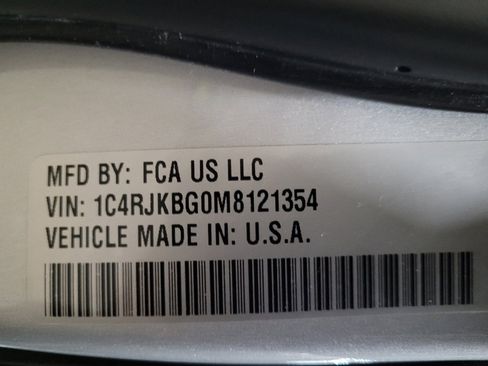 MFD BY: FCA US LLC
VIN: 1C4RJKBG0M8121354
VEHICLE MADE IN: U.S.A.